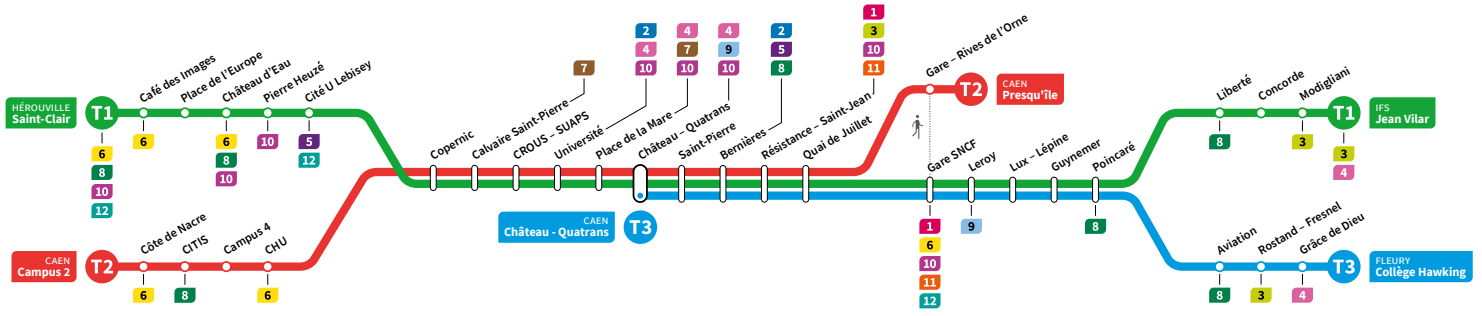 HÉROUVILLE
Saint-Clair
T1
6
8
10
12
Café des Images
6
Place de l'Europe
Château d'Eau
6
8
10
Pierre Heuzé
10
Cité U Lebisey
5
12
CAEN
Campus 2
T2
Côte de Nacre
6
CITIS
8
Campus 4
CHU
6
Copernic
Calvaire Saint-Pierre
7
CROUS – SUAPS
Université
2
4
10
Place de la Mare
4
7
10
Château – Quatrans
4
9
10
CAEN
Château - Quatrans
T3
Saint-Pierre
Bernières
2
5
8
Résistance – Saint-Jean
1
3
10
11
Quai de Juillet
Gare – Rives de l'Orne
T2
CAEN
Presqu'île
Gare SNCF
1
6
10
11
12
Leroy
9
Lux – Lépine
Guynemer
Poincaré
8
Liberté
8
Concorde
Modigliani
3
T1
3
4
IFS
Jean Vilar
Aviation
8
Rostand – Fresnel
3
Grâce de Dieu
4
T3
FLEURY
Collège Hawking